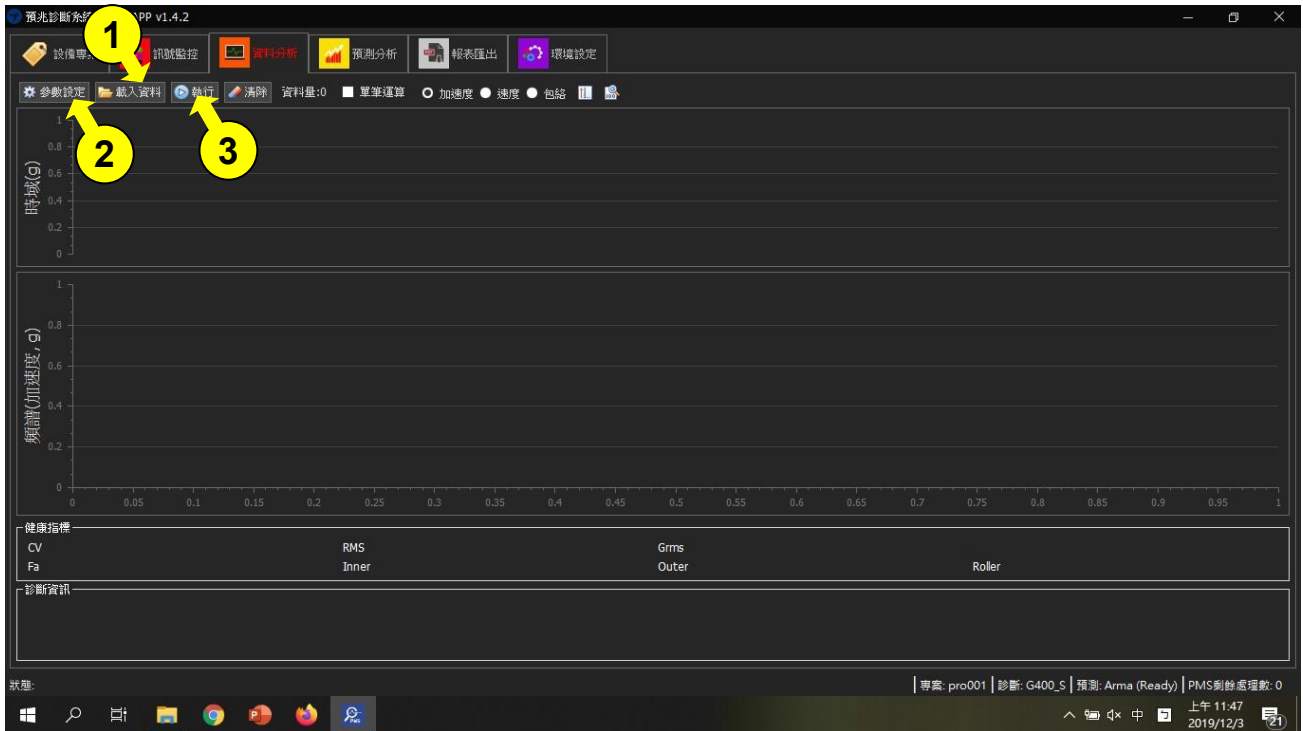 預兆診斷系統 PP v1.4.2
1
設備專 訊號監控 資料分析 預測分析 報表匯出 環境設定
參數設定 載入資料 執行 清除 資料量:0 單筆運算 加速度 速度 包絡
2
3
時域(g)
1
0.8
0.6
0.4
0.2
0
頻譜(加速度, g)
1
0.8
0.6
0.4
0.2
0
0 0.05 0.1 0.15 0.2 0.25 0.3 0.35 0.4 0.45 0.5 0.55 0.6 0.65 0.7 0.75 0.8 0.85 0.9 0.95 1
健康指標
CV RMS Grms
Fa Inner Outer Roller
診斷資訊
狀態: 專案: pro001 診斷: G400_S 預測: Arma (Ready) PMS剩餘處理數: 0
PMS
中 ㄅ 上午 11:47
2019/12/3 21